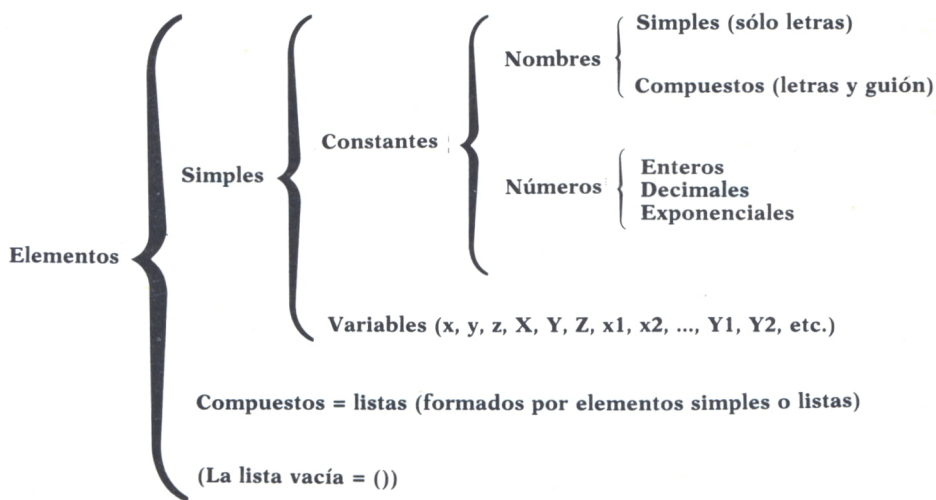 Simples (sólo letras)
Nombres
Compuestos (letras y guión)
Constantes
Simples
Enteros
Números
Decimales
Exponenciales
Elementos
Variables (x, y, z, X, Y, Z, x1, x2, ..., Y1, Y2, etc.)
Compuestos = listas (formados por elementos simples o listas)
(La lista vacía = ())